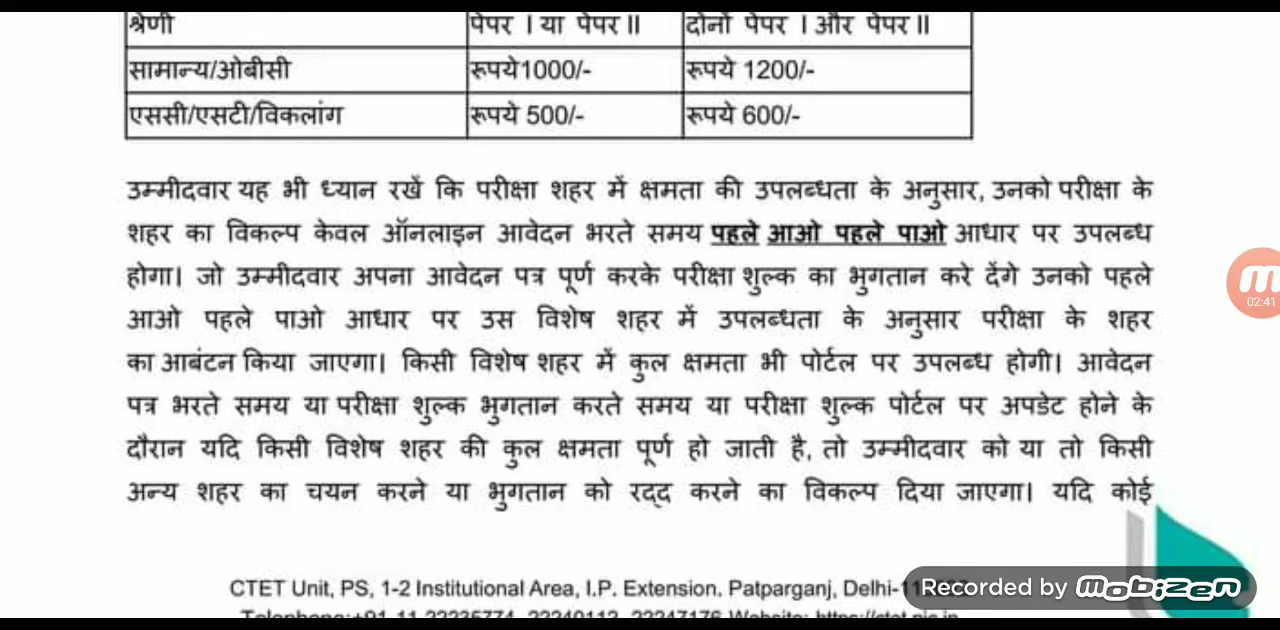 श्रेणी पेपर I या पेपर II दोनों पेपर I और पेपर II
सामान्य/ओबीसी रूपये1000/- रूपये 1200/-
एससी/एसटी/विकलांग रूपये 500/- रूपये 600/-
उम्मीदवार यह भी ध्यान रखें कि परीक्षा शहर में क्षमता की उपलब्धता के अनुसार, उनको परीक्षा के
शहर का विकल्प केवल ऑनलाइन आवेदन भरते समय पहले आओ पहले पाओ आधार पर उपलब्ध
होगा। जो उम्मीदवार अपना आवेदन पत्र पूर्ण करके परीक्षा शुल्क का भुगतान करे देंगे उनको पहले
आओ पहले पाओ आधार पर उस विशेष शहर में उपलब्धता के अनुसार परीक्षा के शहर
का आबंटन किया जाएगा। किसी विशेष शहर में कुल क्षमता भी पोर्टल पर उपलब्ध होगी। आवेदन
पत्र भरते समय या परीक्षा शुल्क भुगतान करते समय या परीक्षा शुल्क पोर्टल पर अपडेट होने के
दौरान यदि किसी विशेष शहर की कुल क्षमता पूर्ण हो जाती है, तो उम्मीदवार को या तो किसी
अन्य शहर का चयन करने या भुगतान को रद्द करने का विकल्प दिया जाएगा। यदि कोई
02:41
CTET Unit, PS, 1-2 Institutional Area, I.P. Extension. Patparganj, Delhi-11
Recorded by MOBIZEN